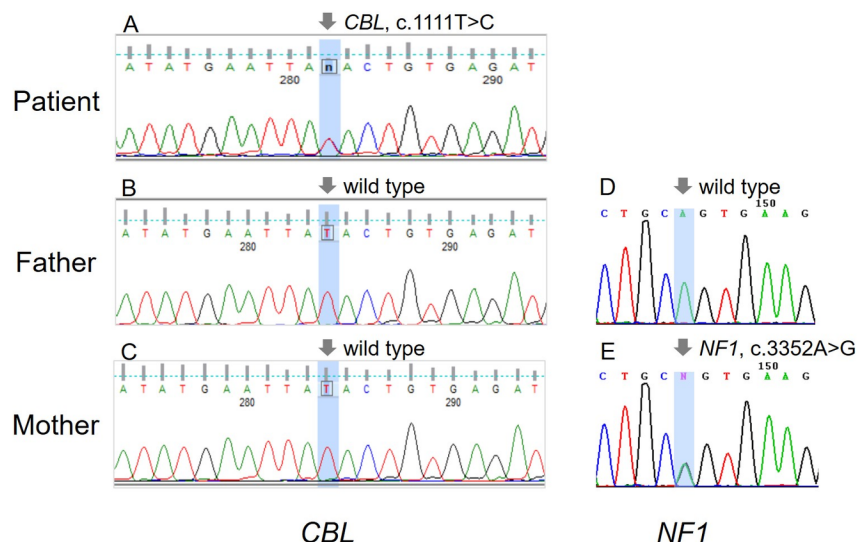 A CBL, c.1111T>C
A T A T G A A T T A n A C T G T G A G A T
280 290
Patient
B wild type
A T A T G A A T T A T A C T G T G A G A T
280 290
Father
C wild type
A T A T G A A T T A T A C T G T G A G A T
280 290
Mother
CBL
D wild type
150
C T G C A G T G A A G
E NF1, c.3352A>G
150
C T G C N G T G A A G
NF1